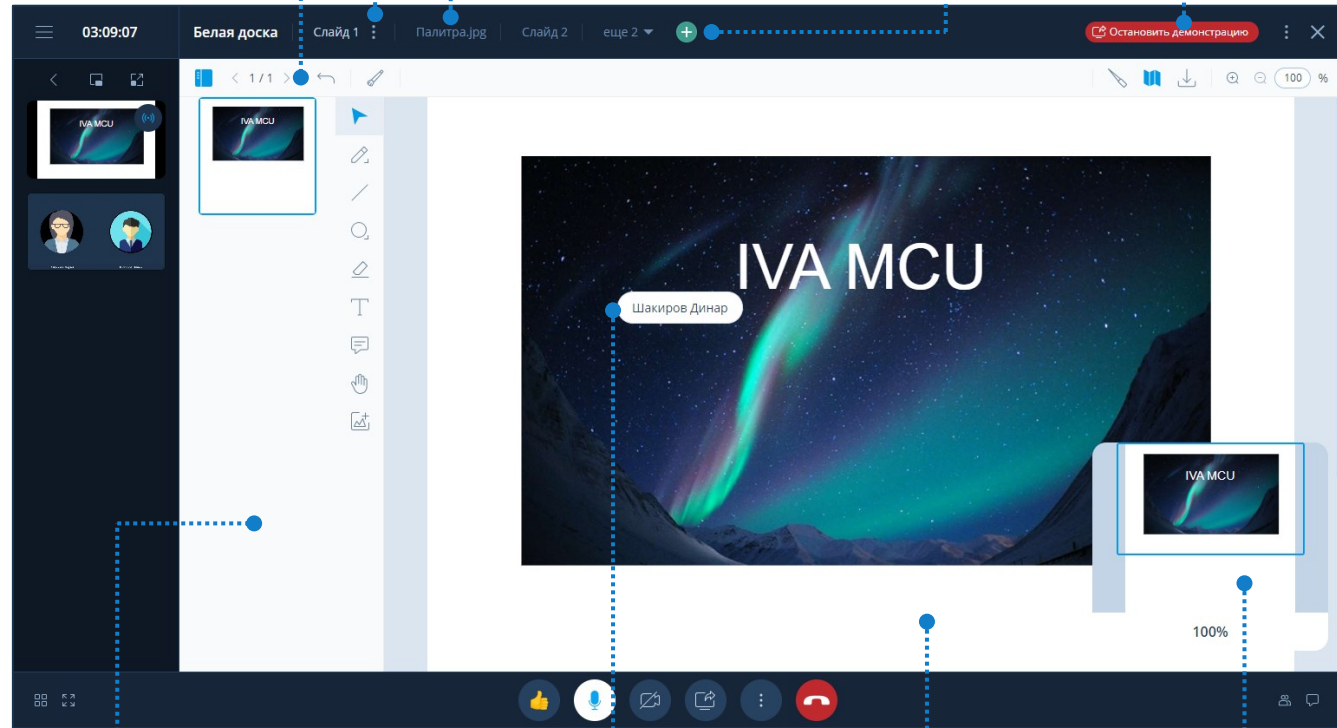 03:09:07
Белая доска
Слайд 1
Палитра.jpg
Слайд 2
еще 2
Остановить демонстрацию
1 / 1
100 %
IVA MCU
IVA MCU
IVA MCU
Шакиров Динар
IVA MCU
100%